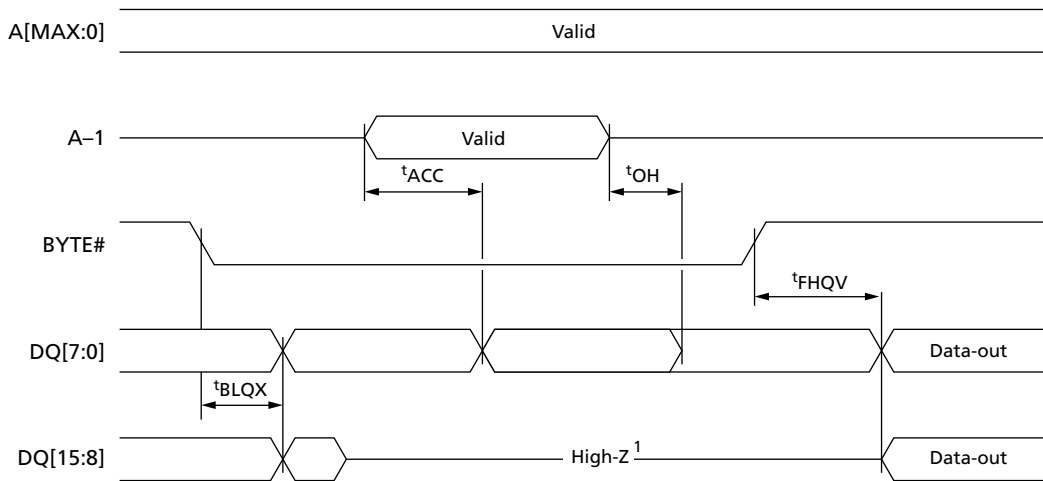 A[MAX:0] Valid
A–1 Valid
tACC tOH
BYTE#
tFHQV
DQ[7:0] Data-out
tBLQX
DQ[15:8] High-Z 1 Data-out